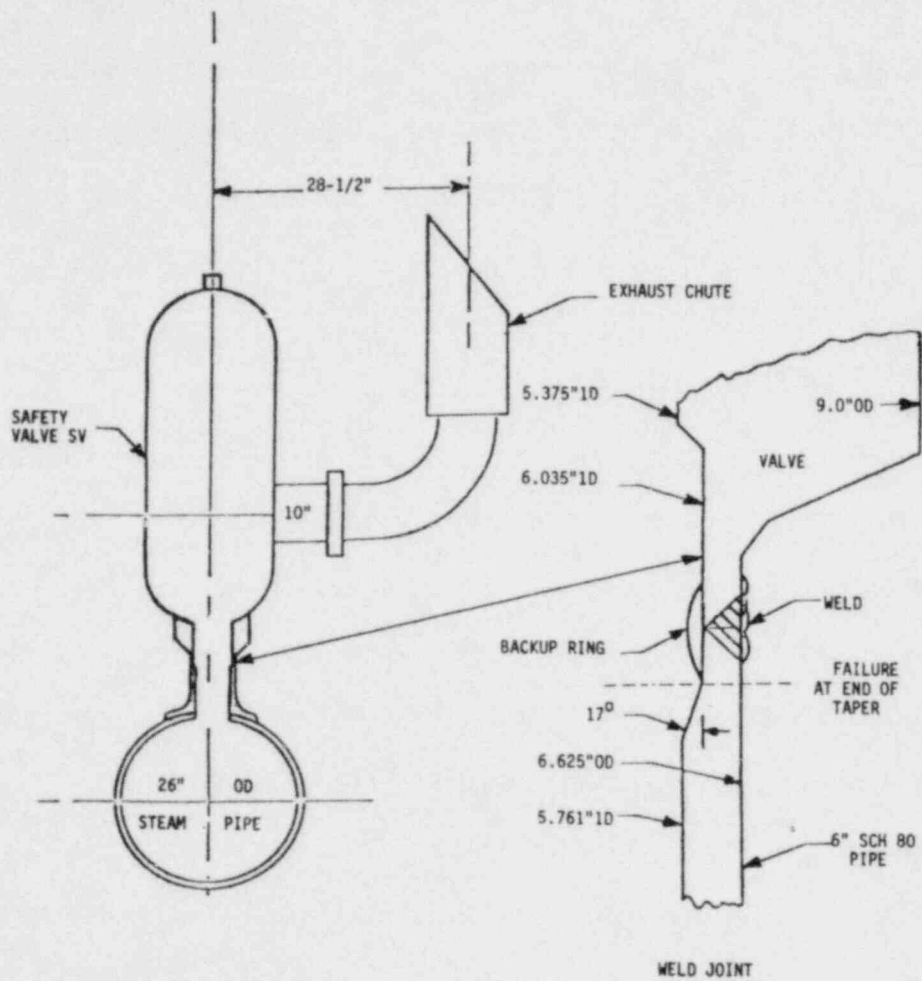 28-1/2"
EXHAUST CHUTE
5.375"ID
9.0"OD
SAFETY
VALVE SV
VALVE
6.035"ID
10"
WELD
BACKUP RING
FAILURE
AT END OF
TAPER
17°
6.625"OD
26" OD
STEAM PIPE
5.761"ID
6" SCH 80
PIPE
WELD JOINT